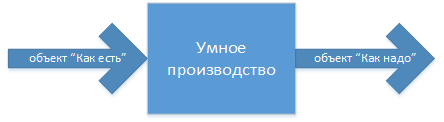 объект “Как есть”
Умное
производство
объект “Как надо”